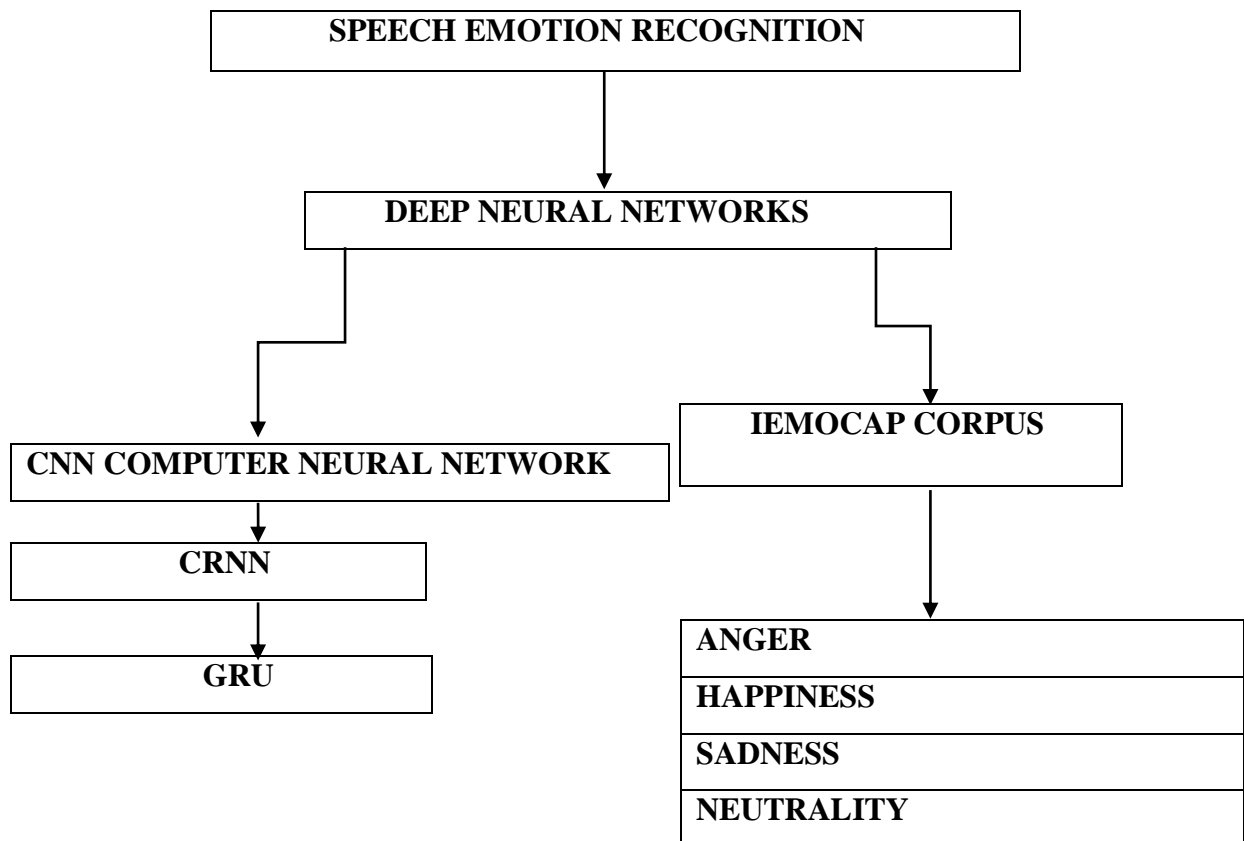 SPEECH EMOTION RECOGNITION
DEEP NEURAL NETWORKS
IEMOCAP CORPUS
CNN COMPUTER NEURAL NETWORK
CRNN
GRU
ANGER
HAPPINESS
SADNESS
NEUTRALITY